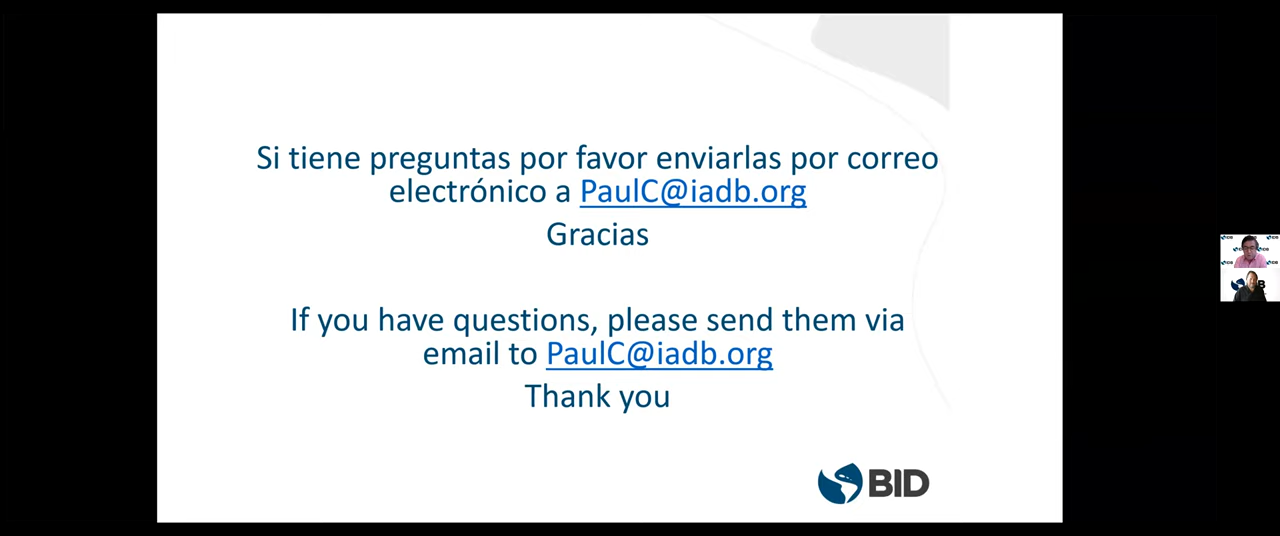 Si tiene preguntas por favor enviarlas por correo
electrónico a PaulC@iadb.org
Gracias
If you have questions, please send them via
email to PaulC@iadb.org
Thank you
BID